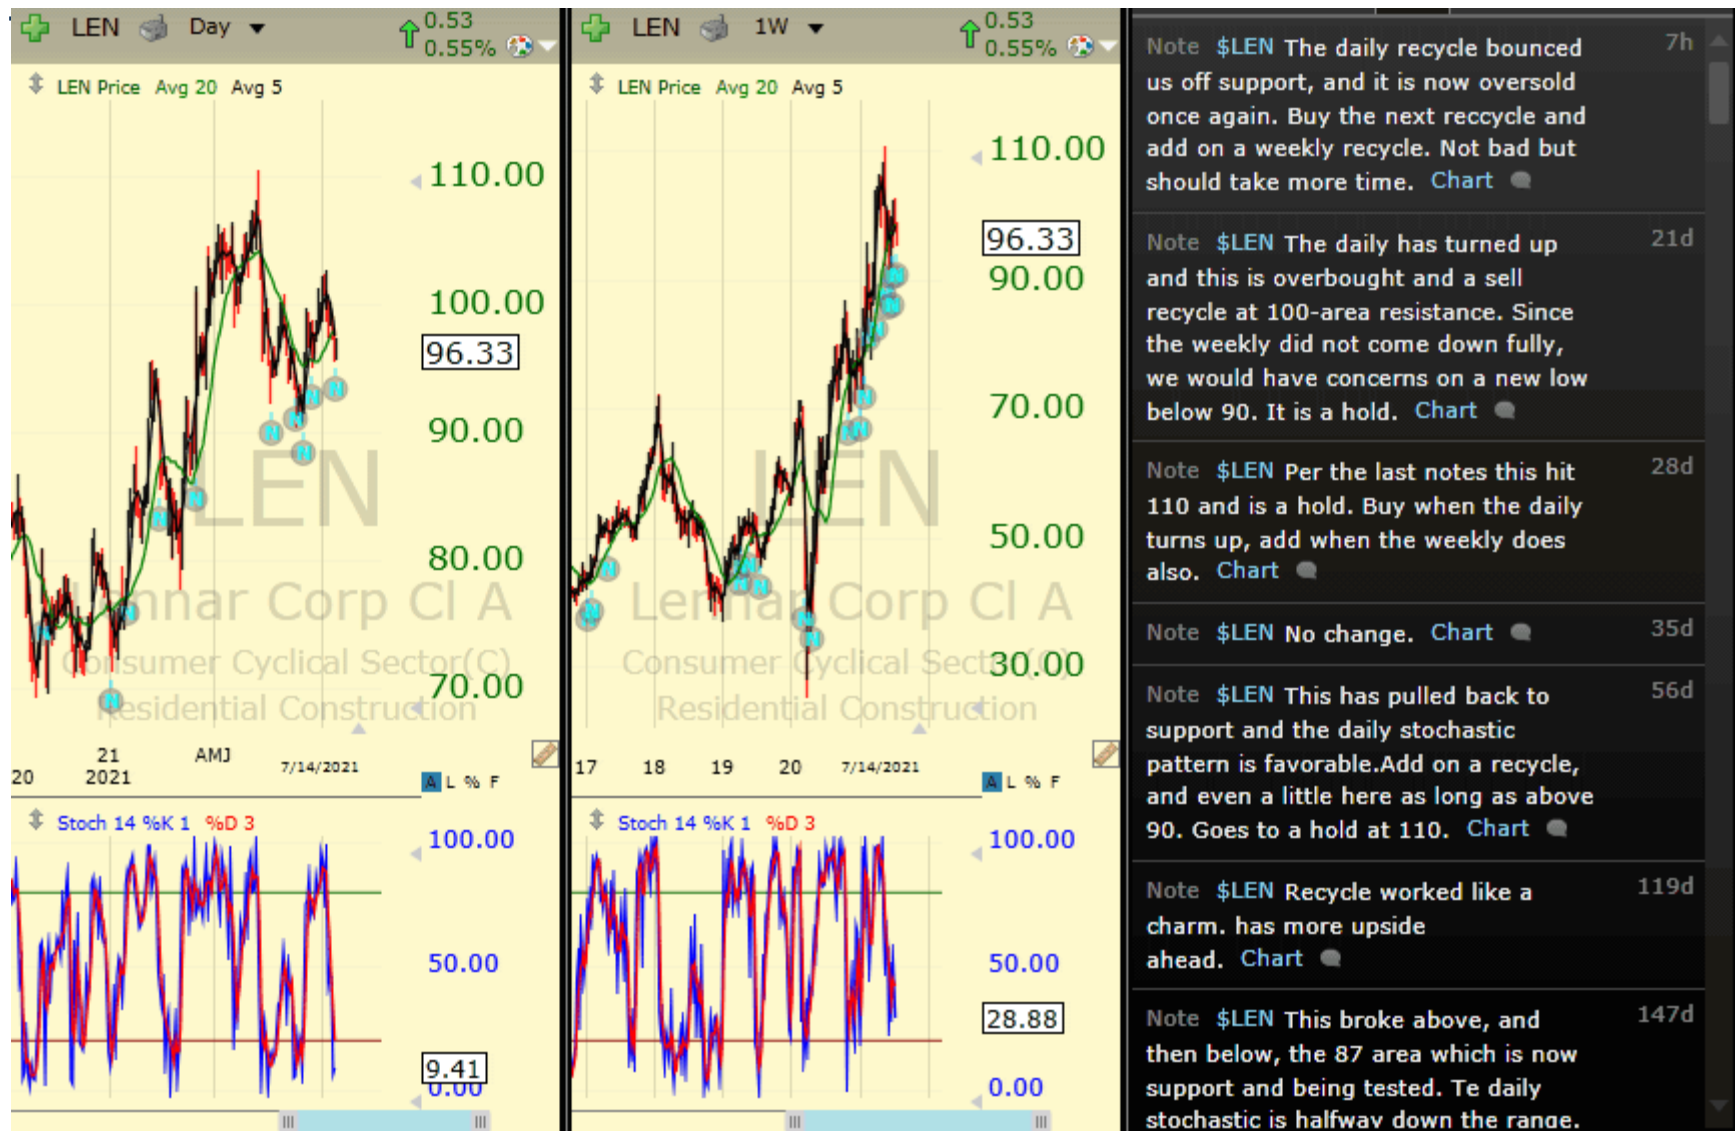 LEN Day 0.53
0.55%
LEN Price Avg 20 Avg 5
110.00
100.00
96.33
90.00
80.00
70.00
LEN
Lennar Corp Cl A
Consumer Cyclical Sector(C)
Residential Construction
N N N N N N N N N N N
20 21 AMJ 7/14/2021
2021
A L % F
Stoch 14 %K 1 %D 3
100.00
50.00
9.41
0.00
LEN 1W 0.53
0.55%
LEN Price Avg 20 Avg 5
110.00
96.33
90.00
70.00
50.00
30.00
LEN
Lennar Corp Cl A
Consumer Cyclical Sect
Residential Construction
17 18 19 20 7/14/2021
A L % F
Stoch 14 %K 1 %D 3
100.00
50.00
28.88
0.00
Note $LEN The daily recycle bounced 7h
us off support, and it is now oversold
once again. Buy the next reccycle and
add on a weekly recycle. Not bad but
should take more time. Chart
Note $LEN The daily has turned up 21d
and this is overbought and a sell
recycle at 100-area resistance. Since
the weekly did not come down fully,
we would have concerns on a new low
below 90. It is a hold. Chart
Note $LEN Per the last notes this hit 28d
110 and is a hold. Buy when the daily
turns up, add when the weekly does
also. Chart
Note $LEN No change. Chart 35d
Note $LEN This has pulled back to 56d
support and the daily stochastic
pattern is favorable.Add on a recycle,
and even a little here as long as above
90. Goes to a hold at 110. Chart
Note $LEN Recycle worked like a 119d
charm. has more upside
ahead. Chart
Note $LEN This broke above, and 147d
then below, the 87 area which is now
support and being tested. Te daily
stochastic is halfway down the range.